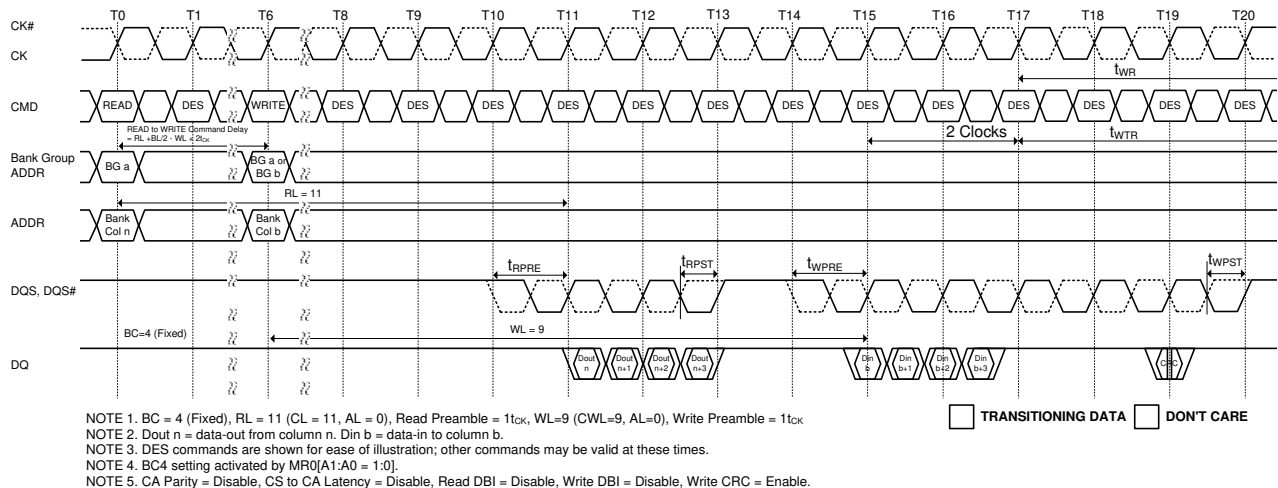 T0 T1 T6 T8 T9 T10 T11 T12 T13 T14 T15 T16 T17 T18 T19 T20
CK#
CK
tWR
CMD READ DES WRITE DES DES DES DES DES DES DES DES DES DES DES DES DES
READ to WRITE Command Delay
= RL +BL/2 - WL + 2tCK
2 Clocks
tWTR
Bank Group
ADDR
BG a
BG a or
BG b
RL = 11
ADDR
Bank
Col n
Bank
Col b
tRPRE tRPST tWPRE tWPST
DQS, DQS#
BC=4 (Fixed)
WL = 9
DQ
Dout
n
Dout
n+1
Dout
n+2
Dout
n+3
Din
b
Din
b+1
Din
b+2
Din
b+3
CRC
NOTE 1. BC = 4 (Fixed), RL = 11 (CL = 11, AL = 0), Read Preamble = 1tCK, WL=9 (CWL=9, AL=0), Write Preamble = 1tCK
NOTE 2. Dout n = data-out from column n. Din b = data-in to column b.
NOTE 3. DES commands are shown for ease of illustration; other commands may be valid at these times.
NOTE 4. BC4 setting activated by MR0[A1:A0 = 1:0].
NOTE 5. CA Parity = Disable, CS to CA Latency = Disable, Read DBI = Disable, Write DBI = Disable, Write CRC = Enable.
TRANSITIONING DATA DON'T CARE